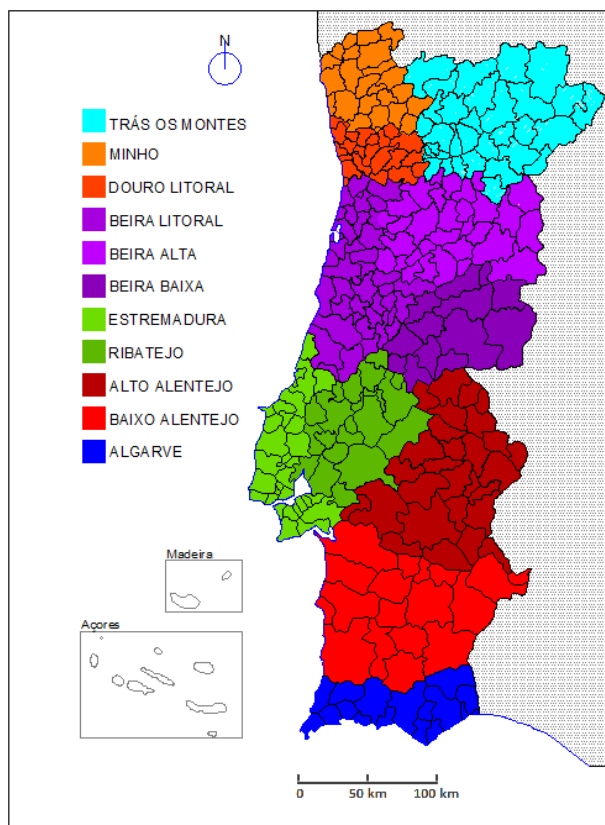 N
TRÁS OS MONTES
MINHO
DOURO LITORAL
BEIRA LITORAL
BEIRA ALTA
BEIRA BAIXA
ESTREMADURA
RIBATEJO
ALTO ALENTEJO
BAIXO ALENTEJO
ALGARVE
Madeira
Açores
0 50 km 100 km